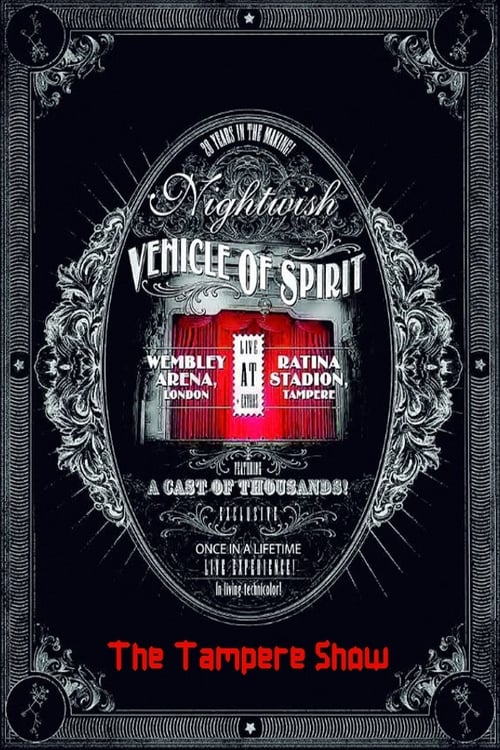 20 YEARS IN THE MAKING!
Nightwish
VEHICLE OF SPIRIT
WEMBLEY
ARENA,
LONDON
LIVE
AT
+ EXTRAS
RATINA
STADION,
TAMPERE
FEATURING
A CAST OF THOUSANDS!
EXCLUSIVE
ONCE IN A LIFETIME
LIVE EXPERIENCE!
In living technicolor!
The Tampere Show